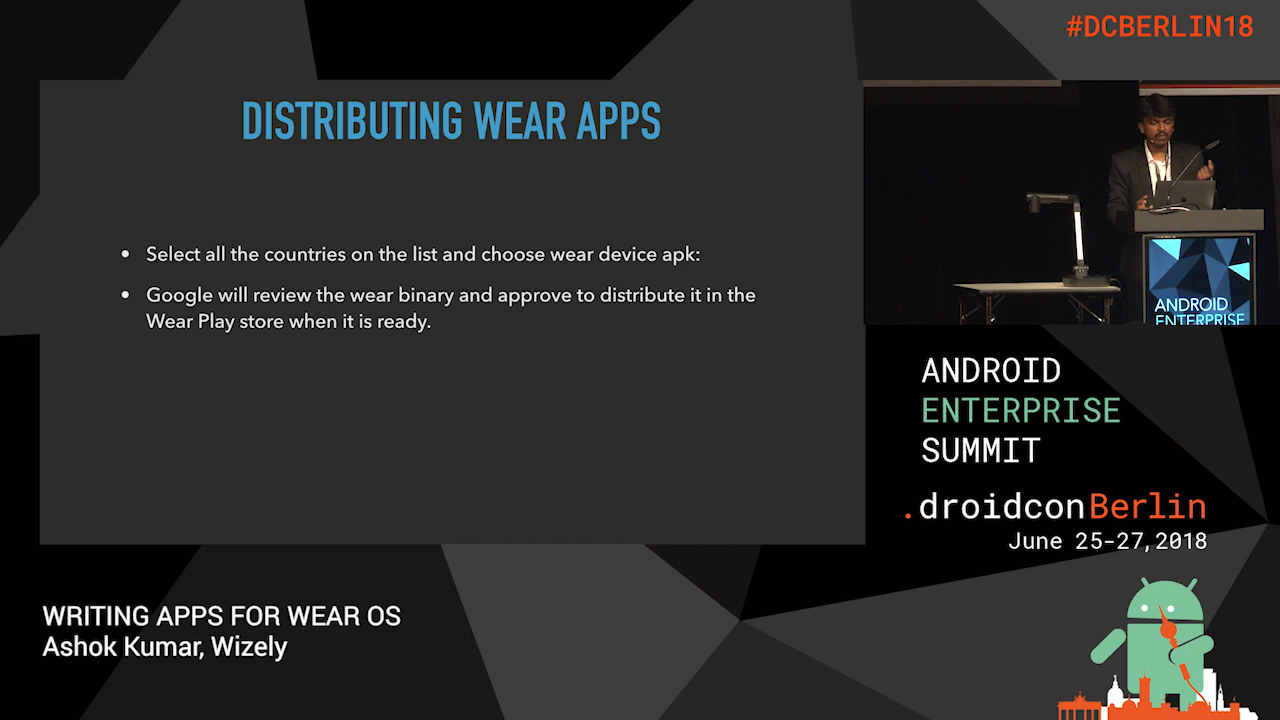 #DCBERLIN18
DISTRIBUTING WEAR APPS
• Select all the countries on the list and choose wear device apk:
• Google will review the wear binary and approve to distribute it in the
Wear Play store when it is ready.
ANDROID
ENTERPRISE
ANDROID
ENTERPRISE
SUMMIT
.droidconBerlin
June 25-27, 2018
WRITING APPS FOR WEAR OS
Ashok Kumar, Wizely